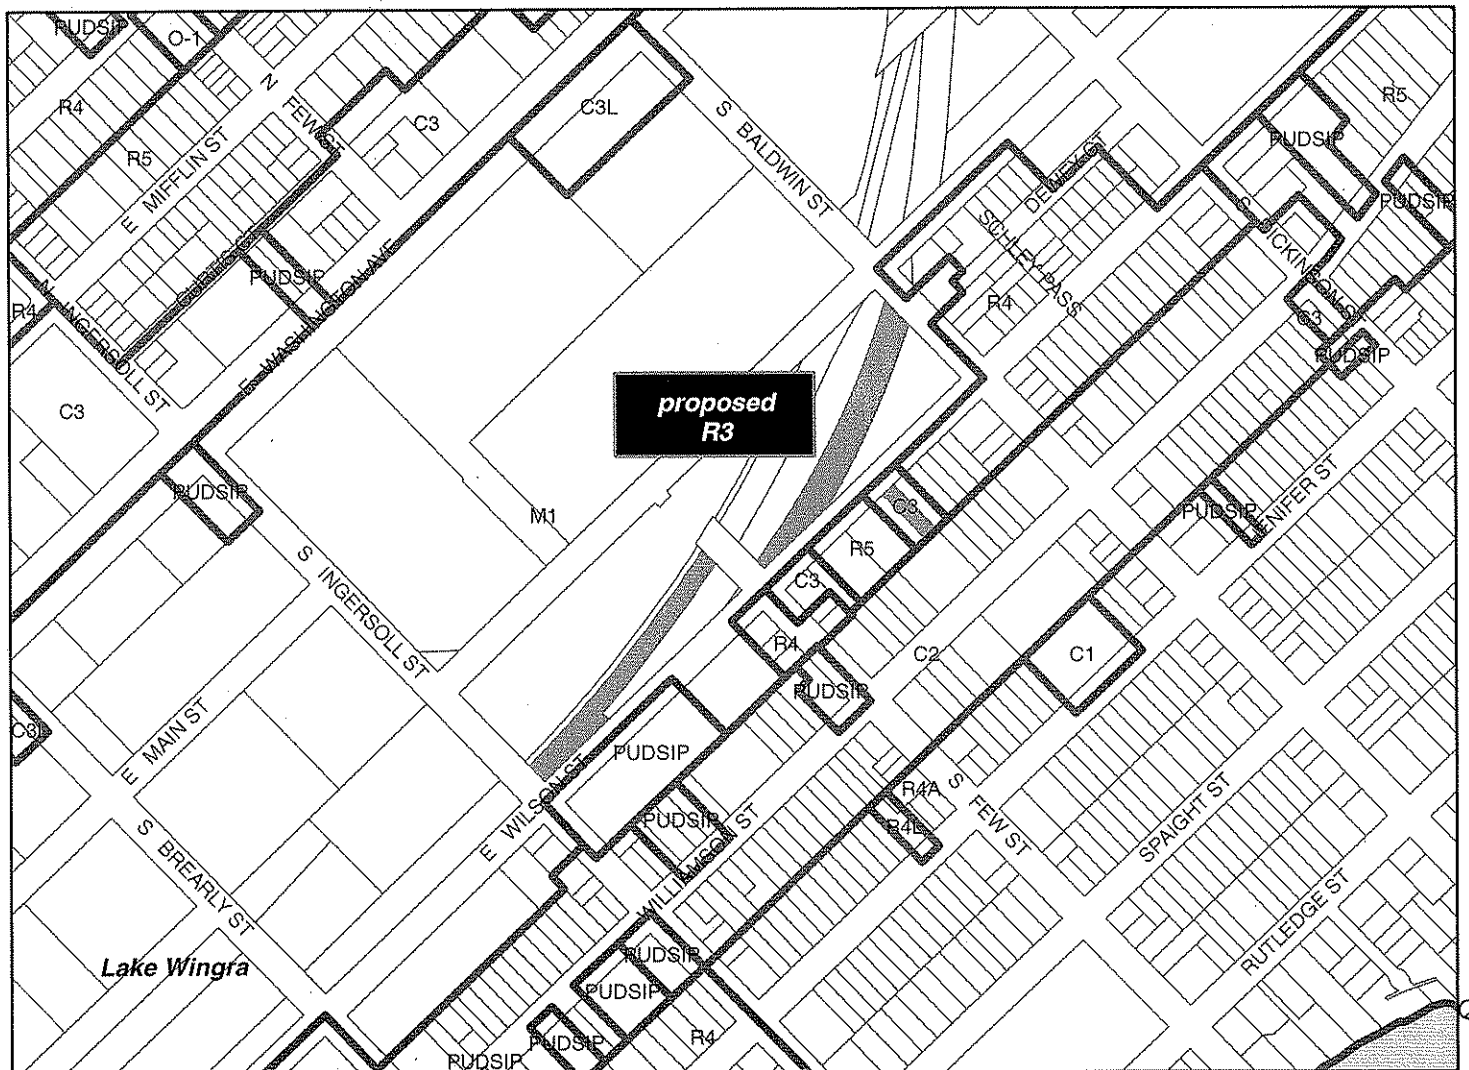 PUDSIP
O-1
R4
N FEW ST
C3
C3L
S BALDWIN ST
R5
PUDSIP
R5
E MIFFLIN ST
DEWEY CT
PUDSIP
CURTIS CT
PUDSIP
E WASHINGTON AVE
SCHLEY PASS
S DICKINSON ST
N INGERSOLL ST
R4
R4
C3
PUDSIP
C3
proposed
R3
PUDSIP
M1
C3
PUDSIP
JENIFER ST
R5
C3
S INGERSOLL ST
R4
C2
C1
PUDSIP
C3L
E MAIN ST
PUDSIP
E WILSON ST
R4A
R4L
S FEW ST
SPAIGHT ST
PUDSIP
WILLIAMSON ST
S BREARLY ST
RUTLEDGE ST
Lake Wingra
PUDSIP
PUDSIP
PUDSIP
R4
PUDSIP